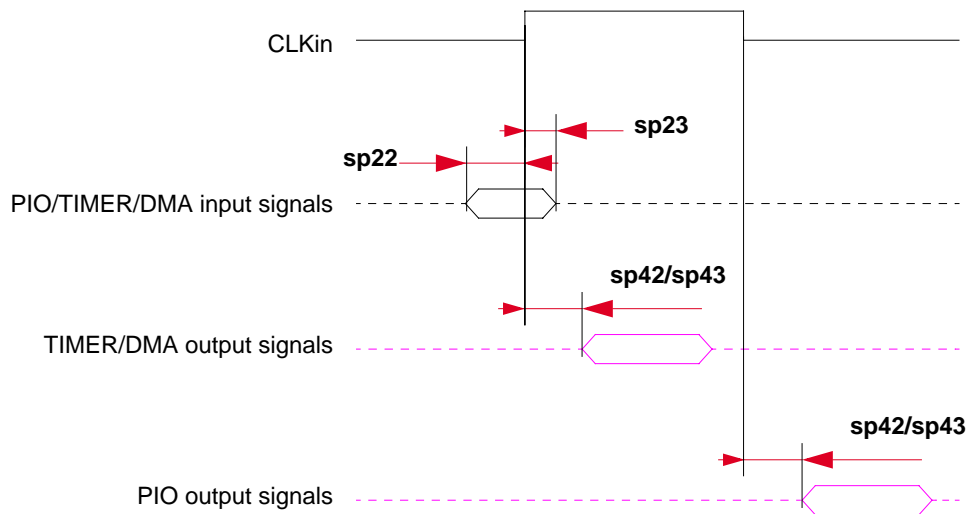 CLKin
sp23
sp22
PIO/TIMER/DMA input signals
sp42/sp43
TIMER/DMA output signals
sp42/sp43
PIO output signals